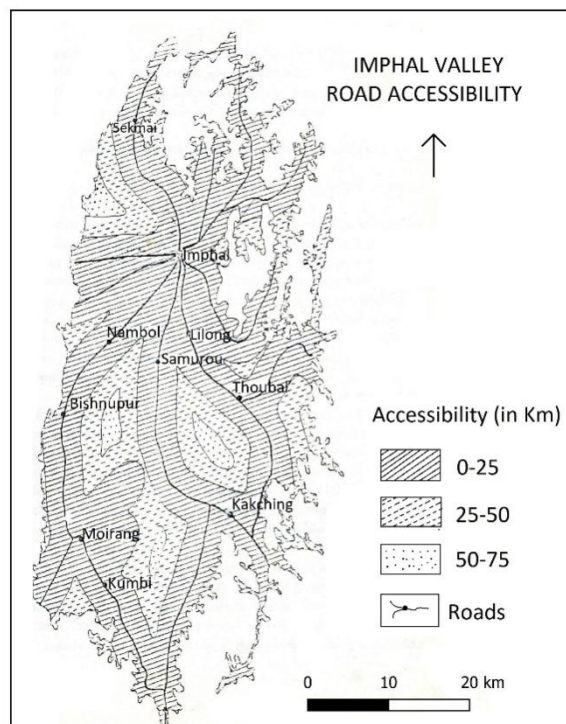 IMPHAL VALLEY
ROAD ACCESSIBILITY
Sekmai
Imphal
Nambol
Lilong
Samurou
Thoubal
Bishnupur
Accessibility (in Km)
0-25
25-50
Kakching
Moirang
50-75
Kumbi
Roads
0 10 20 km